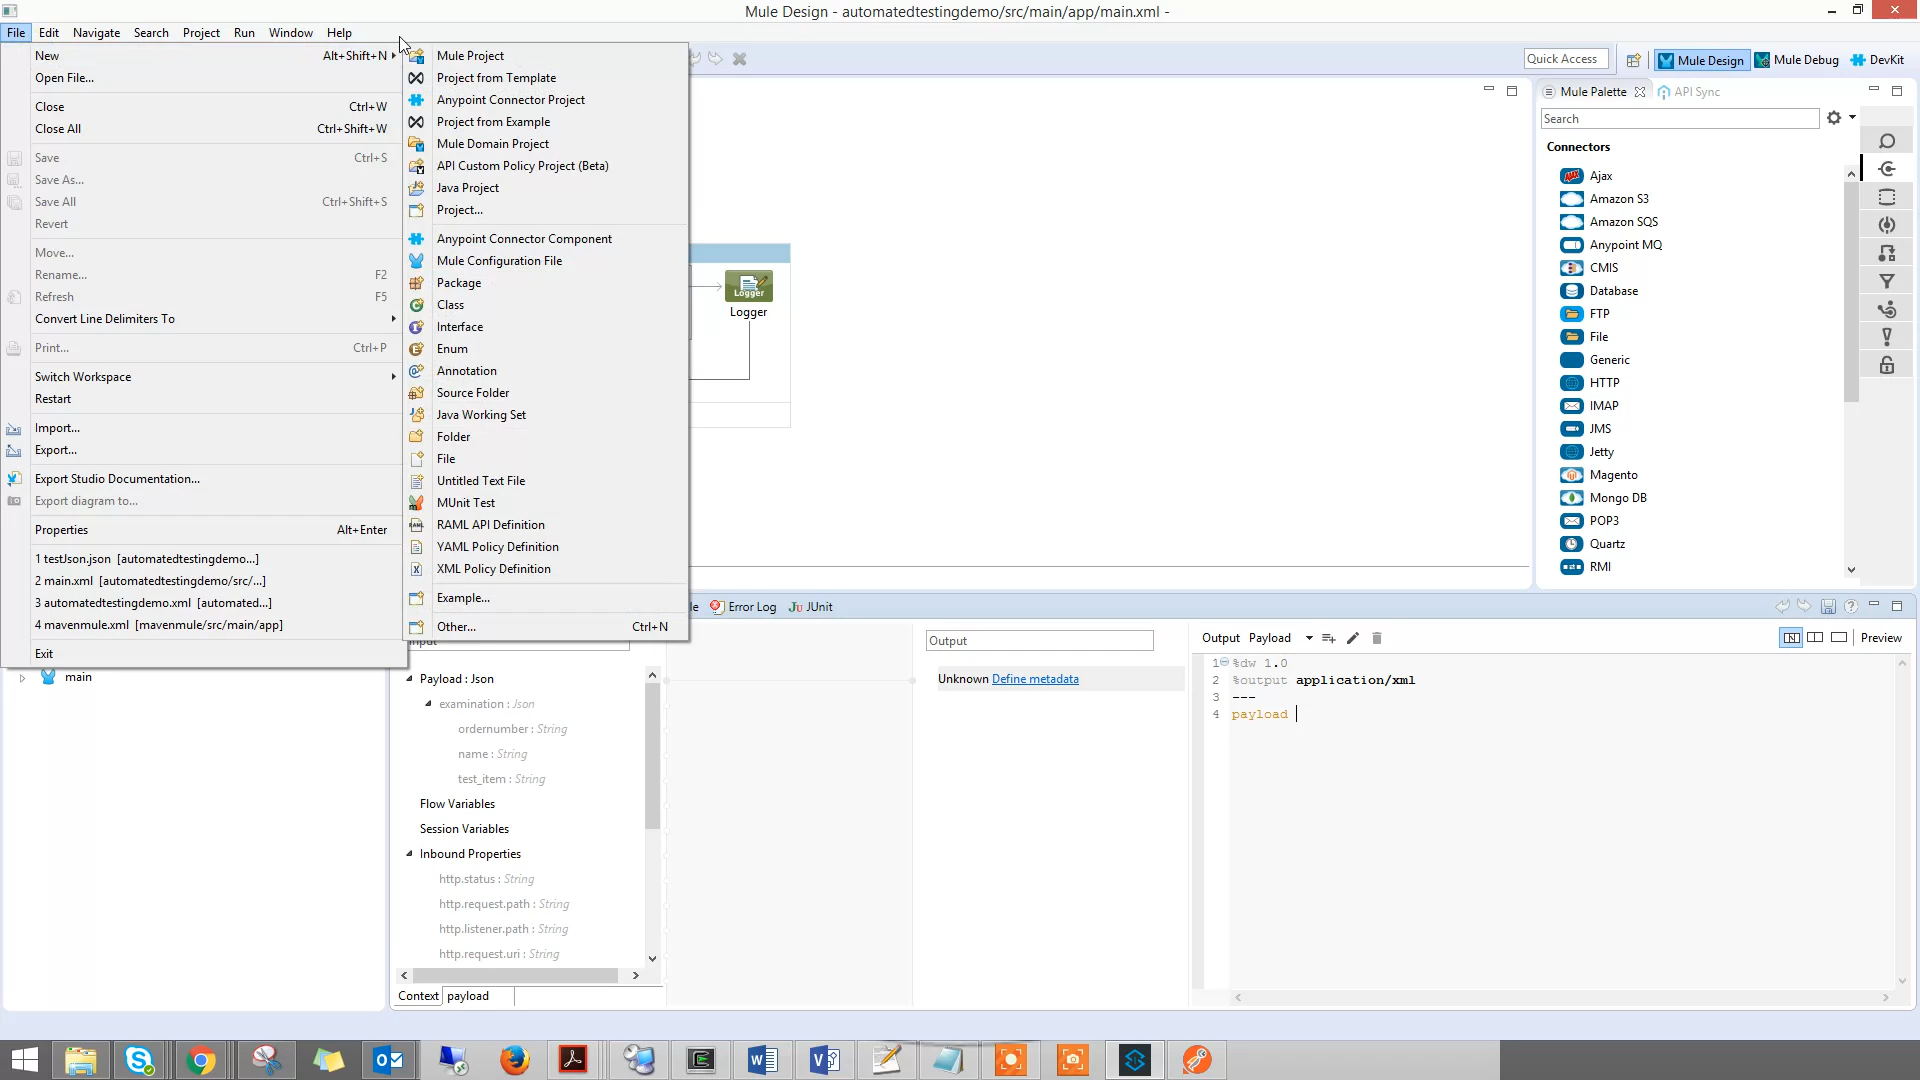 Mule Design - automatedtestingdemo/src/main/app/main.xml -
File Edit Navigate Search Project Run Window Help
New Alt+Shift+N
Open File...
Close Ctrl+W
Close All Ctrl+Shift+W
Save Ctrl+S
Save As...
Save All Ctrl+Shift+S
Revert
Move...
Rename... F2
Refresh F5
Convert Line Delimiters To
Print... Ctrl+P
Switch Workspace
Restart
Import...
Export...
Export Studio Documentation...
Export diagram to...
Properties Alt+Enter
1 testJson.json [automatedtestingdemo...]
2 main.xml [automatedtestingdemo/src/...]
3 automatedtestingdemo.xml [automated...]
4 mavenmule.xml [mavenmule/src/main/app]
Exit
main
Mule Project
Project from Template
Anypoint Connector Project
Project from Example
Mule Domain Project
API Custom Policy Project (Beta)
Java Project
Project...
Anypoint Connector Component
Mule Configuration File
Package
Class
Interface
Enum
Annotation
Source Folder
Java Working Set
Folder
File
Untitled Text File
MUnit Test
RAML API Definition
YAML Policy Definition
XML Policy Definition
Example...
Other... Ctrl+N
Logger
Logger
Quick Access
Mule Design
Mule Debug
DevKit
Mule Palette
API Sync
Search
Connectors
Ajax
Amazon S3
Amazon SQS
Anypoint MQ
CMIS
Database
FTP
File
Generic
HTTP
IMAP
JMS
Jetty
Magento
Mongo DB
POP3
Quartz
RMI
Error Log
JUnit
Payload : Json
examination : Json
ordernumber : String
name : String
test_item : String
Flow Variables
Session Variables
Inbound Properties
http.status : String
http.request.path : String
http.listener.path : String
http.request.uri : String
Context payload
Output
Unknown Define metadata
Output Payload
Preview
1 %dw 1.0
2 %output application/xml
3 ---
4 payload